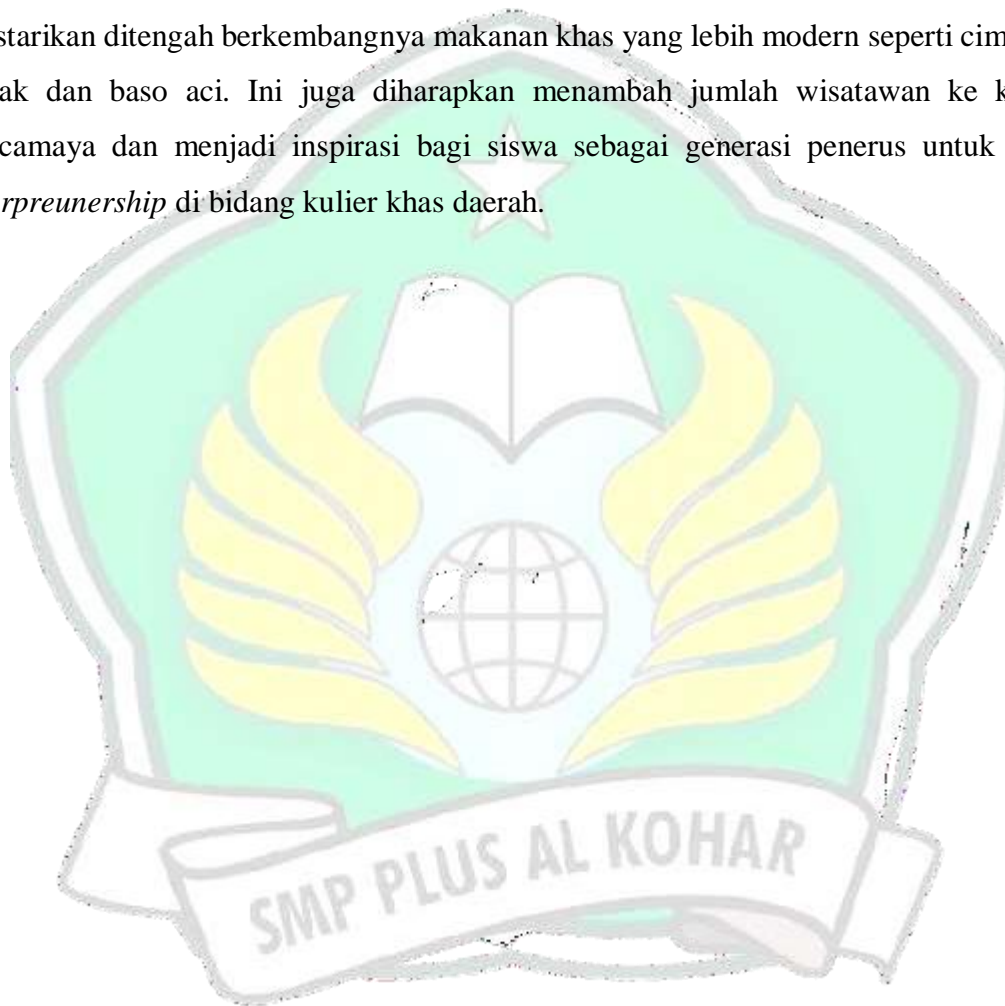 starikan ditengah berkembangnya makanan khas yang lebih modern seperti cim
ak dan baso aci. Ini juga diharapkan menambah jumlah wisatawan ke k
camaya dan menjadi inspirasi bagi siswa sebagai generasi penerus untuk
rpreunership di bidang kulier khas daerah.
SMP PLUS AL KOHAR